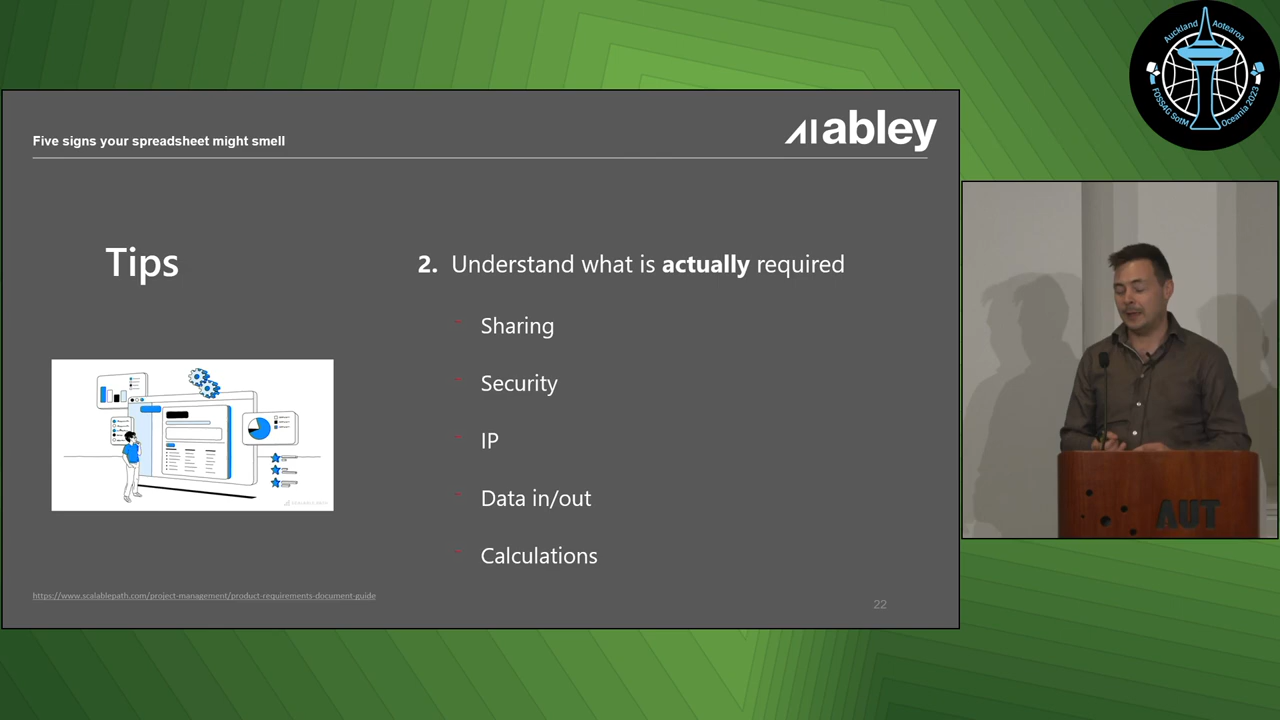 Five signs your spreadsheet might smell
abley
Tips
2. Understand what is actually required
- Sharing
- Security
- IP
- Data in/out
- Calculations
https://www.scalablepath.com/project-management/product-requirements-document-guide
22
Auckland Aotearoa
FOSS4G SotM Oceania 2023
AUT